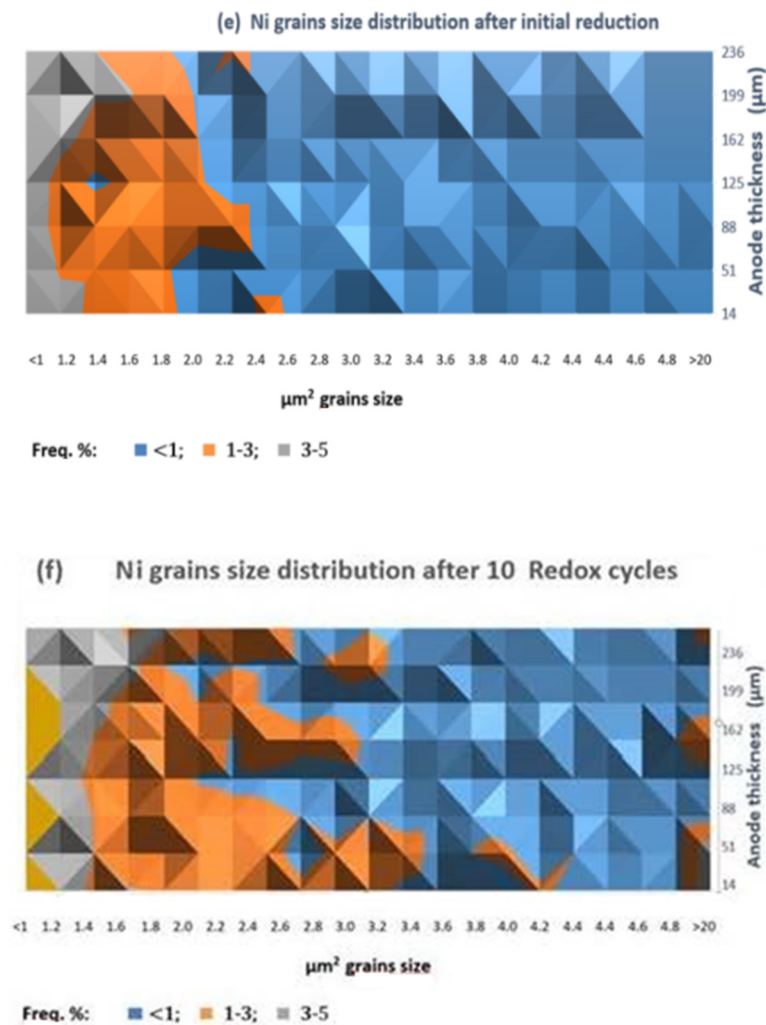 (e) Ni grains size distribution after initial reduction
236
199
162
125
88
51
14
Anode thickness (μm)
<1 1.2 1.4 1.6 1.8 2.0 2.2 2.4 2.6 2.8 3.0 3.2 3.4 3.6 3.8 4.0 4.2 4.4 4.4 4.6 4.8 >20
μm² grains size
Freq. %: <1; 1-3; 3-5
(f) Ni grains size distribution after 10 Redox cycles
236
199
162
125
88
51
14
Anode thickness (μm)
<1 1.2 1.4 1.6 1.8 2.0 2.2 2.4 2.6 3.0 3.2 3.4 3.6 3.8 4.0 4.2 4.4 4.4 4.6 4.8 >20
μm² grains size
Freq. %: <1; 1-3; 3-5